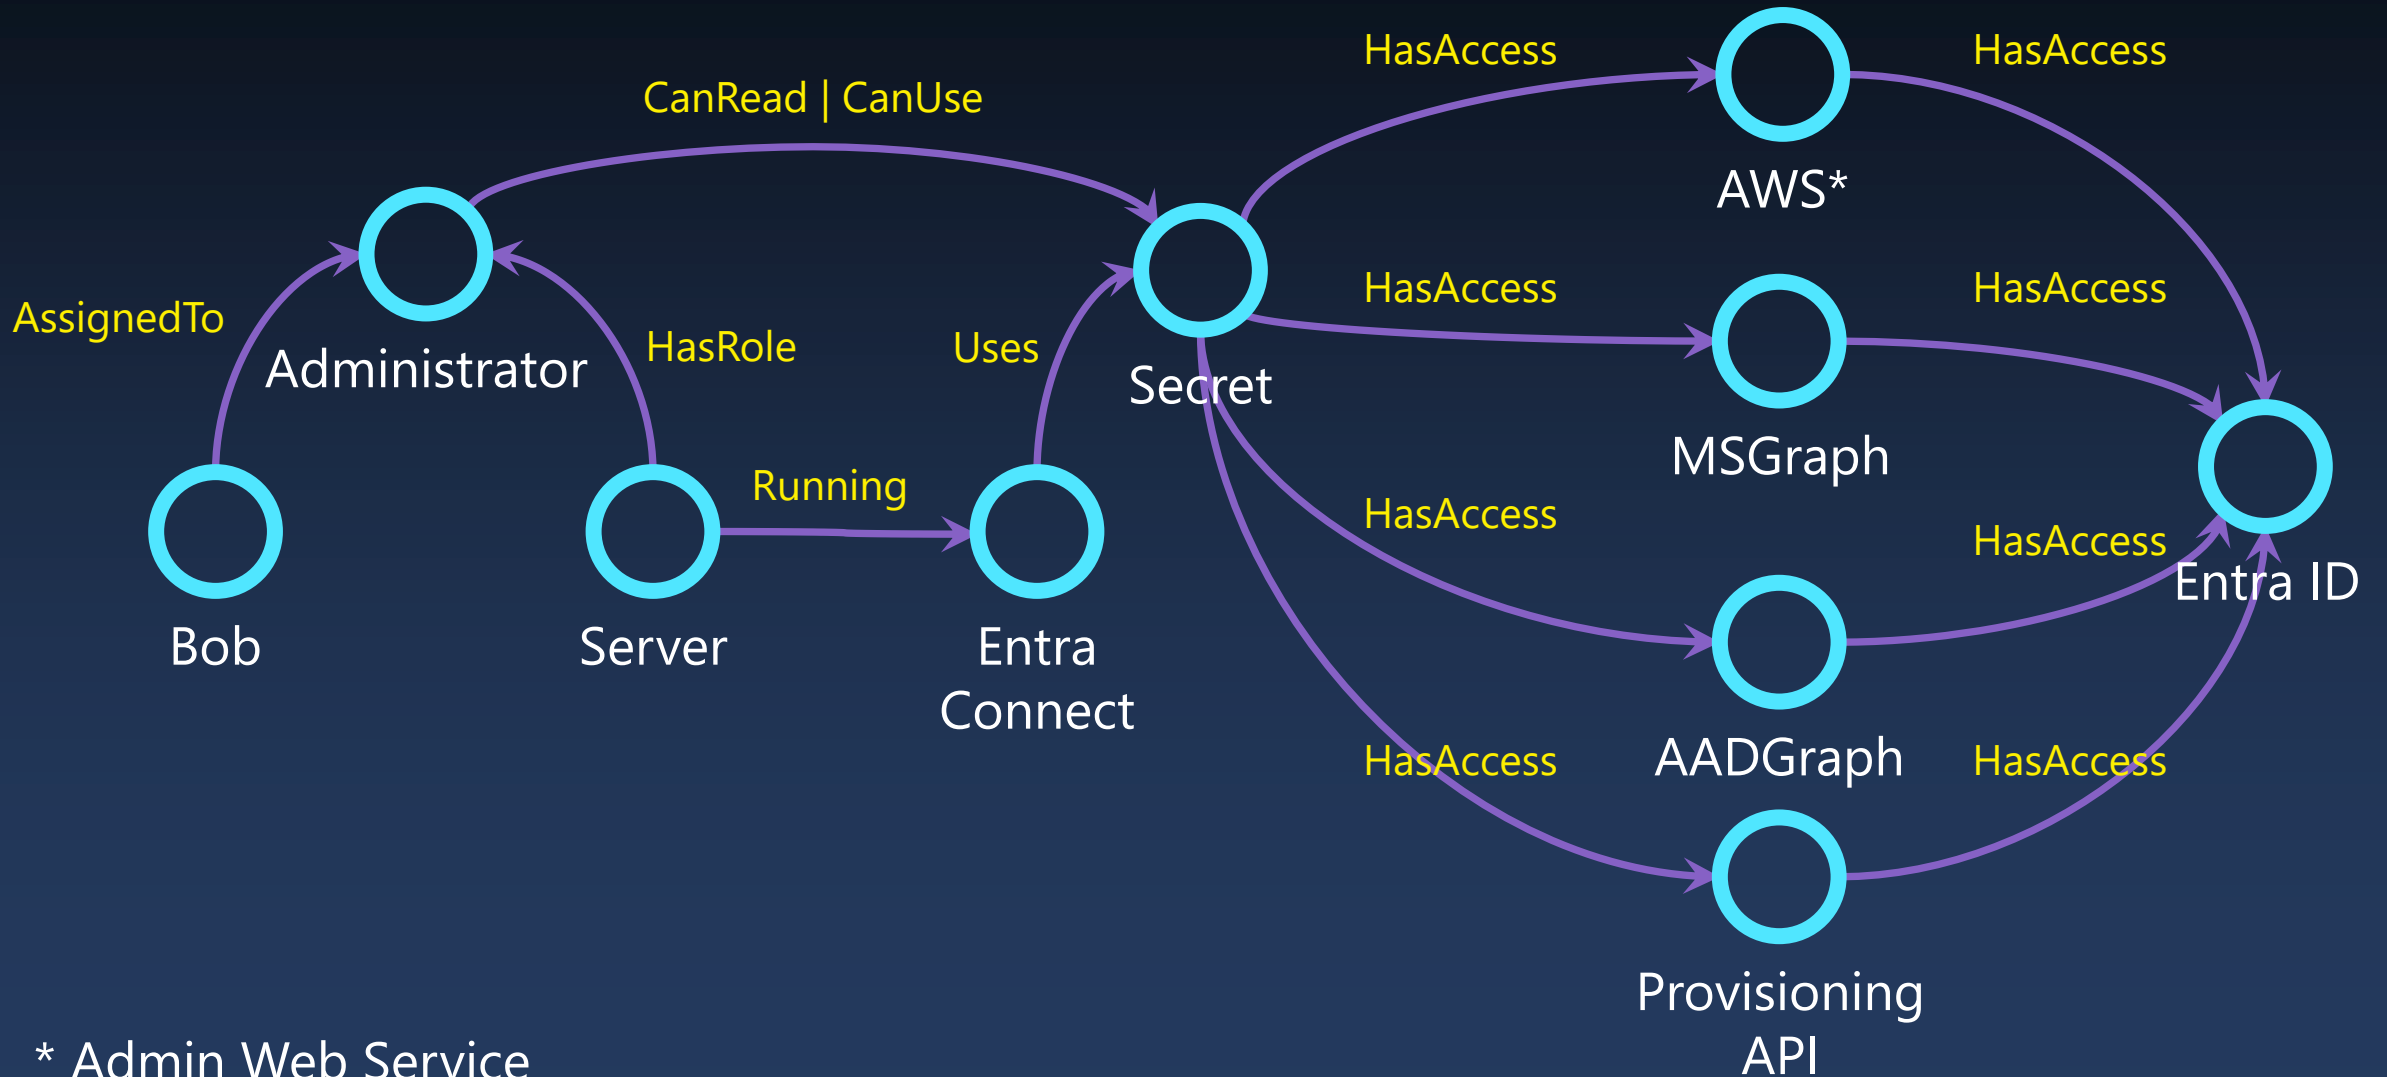 HasAccess
HasAccess
CanRead | CanUse
AWS*
HasAccess
HasAccess
AssignedTo
Administrator
HasRole
Uses
Secret
MSGraph
Running
HasAccess
HasAccess
Entra ID
Bob
Server
Entra
Connect
HasAccess
AADGraph
HasAccess
Provisioning
API
* Admin Web Service